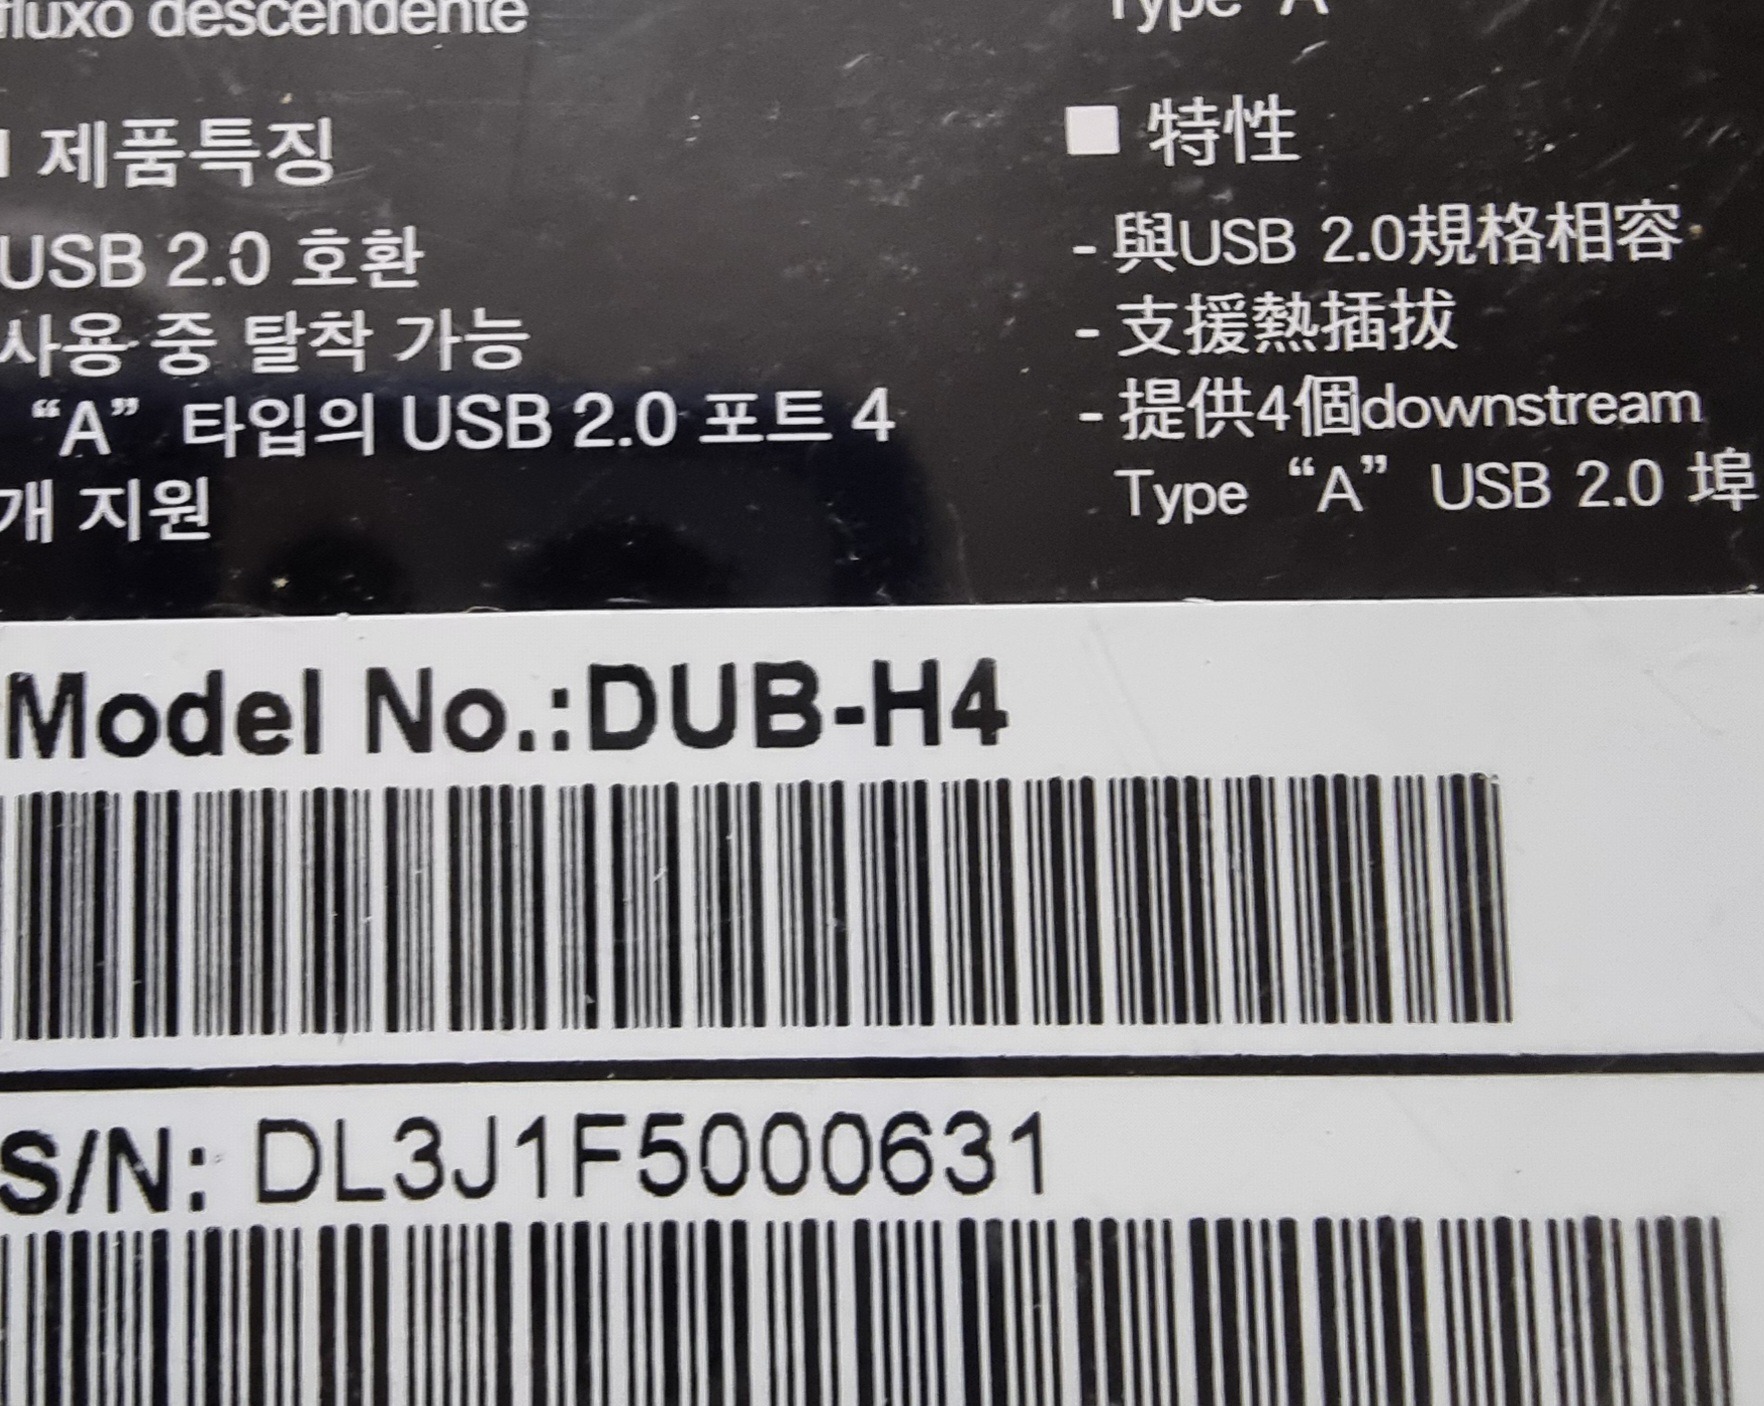 fluxo descendente
제품특징
USB 2.0 호환
사용 중 탈착 가능
“A” 타입의 USB 2.0 포트 4
개 지원
Type “A”
■ 特性
- 與USB 2.0規格相容
- 支援熱插拔
- 提供4個downstream
Type “A” USB 2.0 埠
Model No.:DUB-H4
S/N: DL3J1F5000631